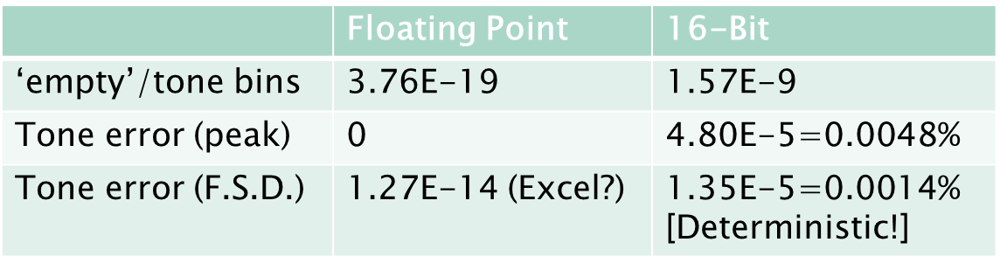 Floating Point 16-Bit
‘empty’/tone bins 3.76E-19 1.57E-9
Tone error (peak) 0 4.80E-5=0.0048%
Tone error (F.S.D.) 1.27E-14 (Excel?) 1.35E-5=0.0014%
[Deterministic!]